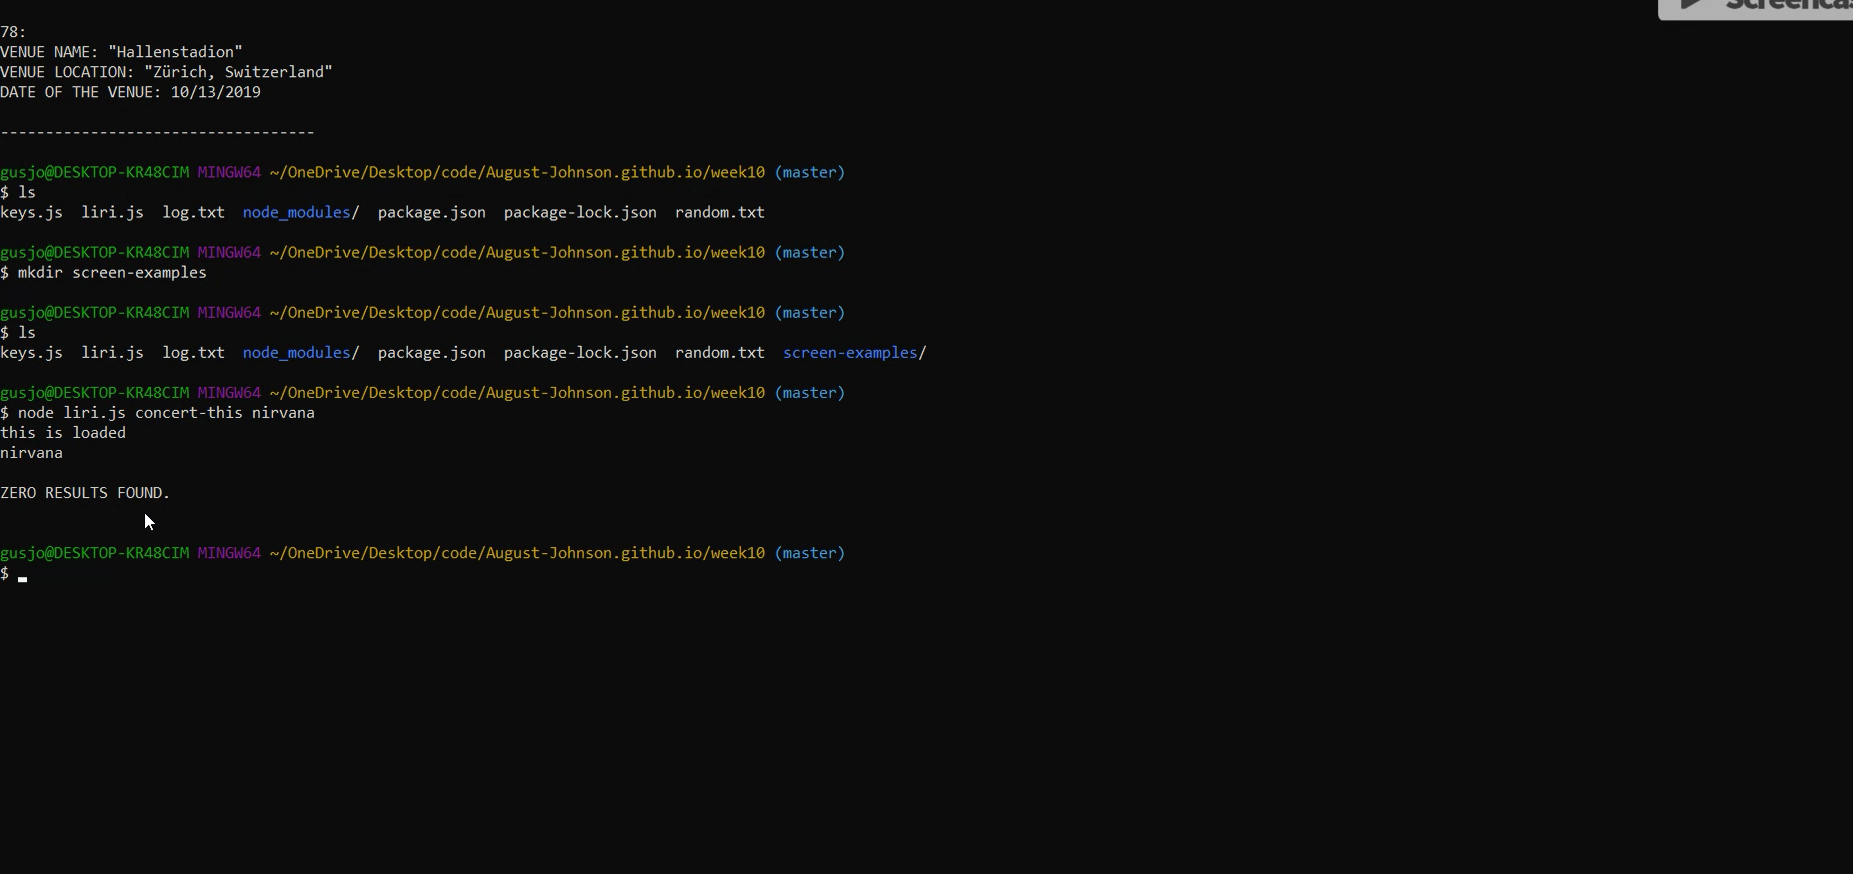 78:
VENUE NAME: "Hallenstadion"
VENUE LOCATION: "Zürich, Switzerland"
DATE OF THE VENUE: 10/13/2019
-----------------------------------
gusjo@DESKTOP-KR48CIM MINGW64 ~/OneDrive/Desktop/code/August-Johnson.github.io/week10 (master)
$ ls
keys.js  liri.js  log.txt  node_modules/  package.json  package-lock.json  random.txt
gusjo@DESKTOP-KR48CIM MINGW64 ~/OneDrive/Desktop/code/August-Johnson.github.io/week10 (master)
$ mkdir screen-examples
gusjo@DESKTOP-KR48CIM MINGW64 ~/OneDrive/Desktop/code/August-Johnson.github.io/week10 (master)
$ ls
keys.js  liri.js  log.txt  node_modules/  package.json  package-lock.json  random.txt  screen-examples/
gusjo@DESKTOP-KR48CIM MINGW64 ~/OneDrive/Desktop/code/August-Johnson.github.io/week10 (master)
$ node liri.js concert-this nirvana
this is loaded
nirvana
ZERO RESULTS FOUND.
gusjo@DESKTOP-KR48CIM MINGW64 ~/OneDrive/Desktop/code/August-Johnson.github.io/week10 (master)
$